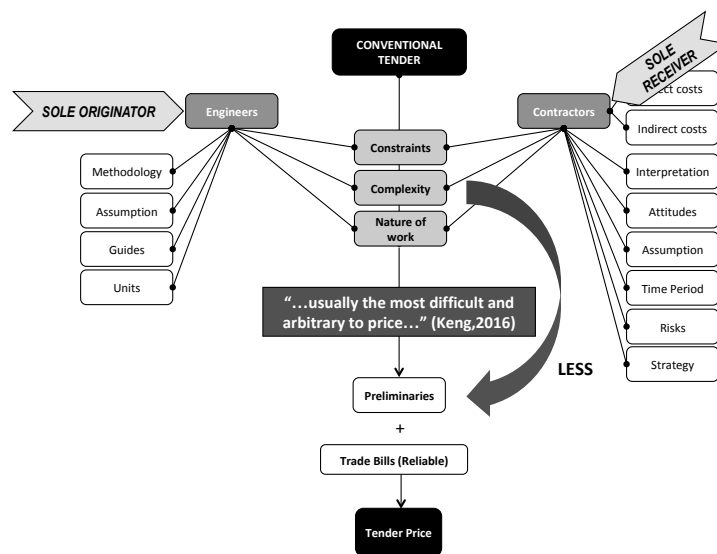 CONVENTIONAL
TENDER
SOLE
RECEIVER
SOLE ORIGINATOR
Engineers
Contractors
costs
Indirect costs
Constraints
Complexity
Nature of
work
Methodology
Assumption
Guides
Units
Interpretation
Attitudes
Assumption
Time Period
Risks
Strategy
“…usually the most difficult and
arbitrary to price…” (Keng,2016)
LESS
Preliminaries
+
Trade Bills (Reliable)
Tender Price